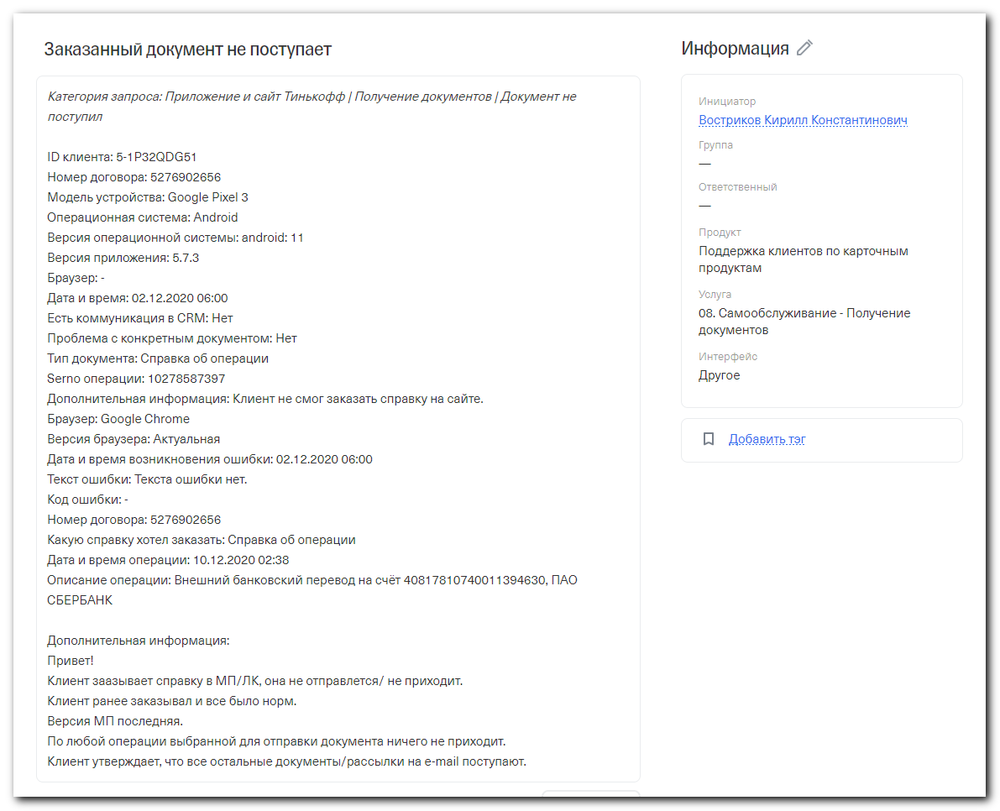 Заказанный документ не поступает
Категория запроса: Приложение и сайт Тинькофф | Получение документов | Документ не
поступил
ID клиента: 5-1P32QDG51
Номер договора: 5276902656
Модель устройства: Google Pixel 3
Операционная система: Android
Версия операционной системы: android: 11
Версия приложения: 5.7.3
Браузер: -
Дата и время: 02.12.2020 06:00
Есть коммуникация в CRM: Нет
Проблема с конкретным документом: Нет
Тип документа: Справка об операции
Serno операции: 10278587397
Дополнительная информация: Клиент не смог заказать справку на сайте.
Браузер: Google Chrome
Версия браузера: Актуальная
Дата и время возникновения ошибки: 02.12.2020 06:00
Текст ошибки: Текста ошибки нет.
Код ошибки: -
Номер договора: 5276902656
Какую справку хотел заказать: Справка об операции
Дата и время операции: 10.12.2020 02:38
Описание операции: Внешний банковский перевод на счёт 40817810740011394630, ПАО
СБЕРБАНК
Дополнительная информация:
Привет!
Клиент заазывает справку в МП/ЛК, она не отправлется/ не приходит.
Клиент ранее заказывал и все было норм.
Версия МП последняя.
По любой операции выбранной для отправки документа ничего не приходит.
Клиент утверждает, что все остальные документы/рассылки на e-mail поступают.
Информация
Инициатор
Востриков Кирилл Константинович
Группа
—
Ответственный
—
Продукт
Поддержка клиентов по карточным
продуктам
Услуга
08. Самообслуживание - Получение
документов
Интерфейс
Другое
Добавить тэг